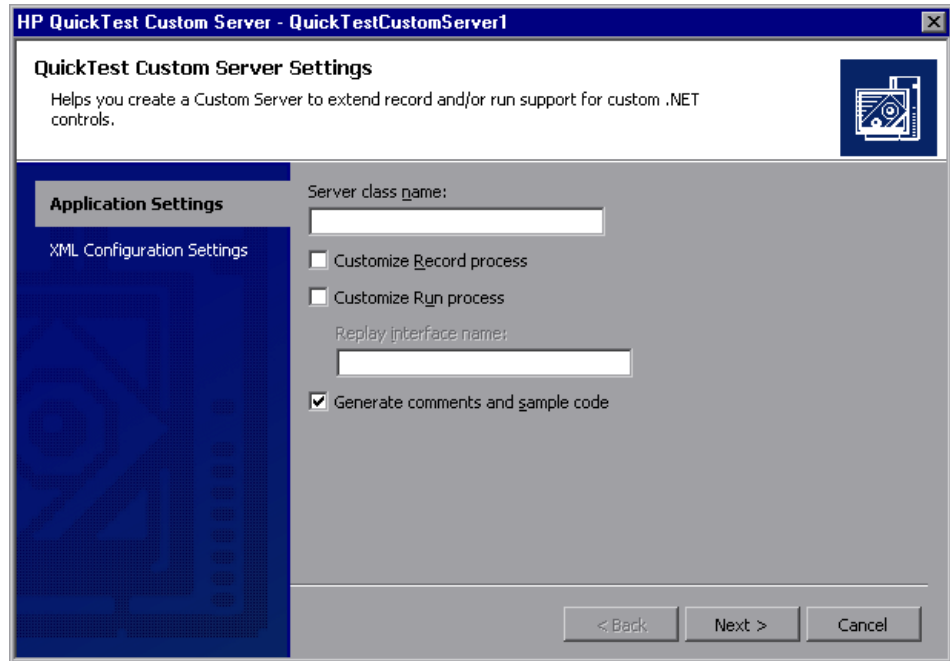 HP QuickTest Custom Server - QuickTestCustomServer1
QuickTest Custom Server Settings
Helps you create a Custom Server to extend record and/or run support for custom .NET
controls.
Application Settings
XML Configuration Settings
Server class name:
Customize Record process
Customize Run process
Replay interface name:
Generate comments and sample code
< Back
Next >
Cancel